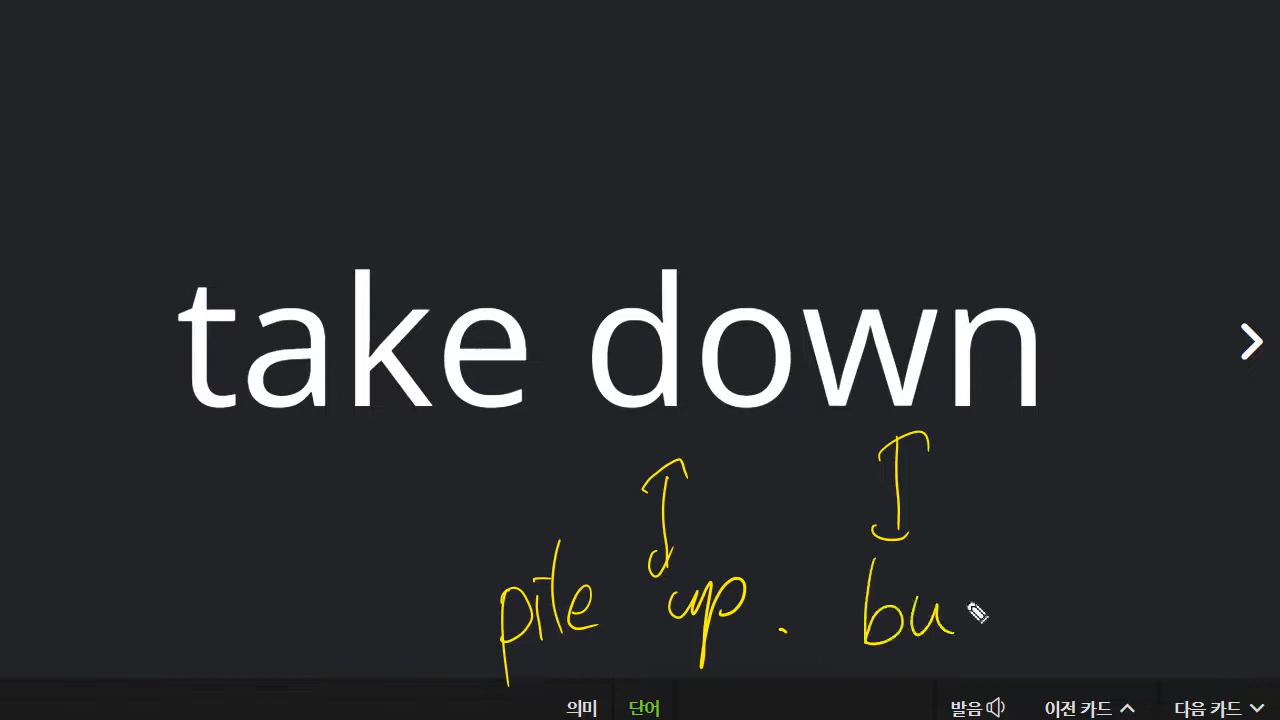 take down
pile up. bu
의미 단어 발음 이전 카드 다음 카드